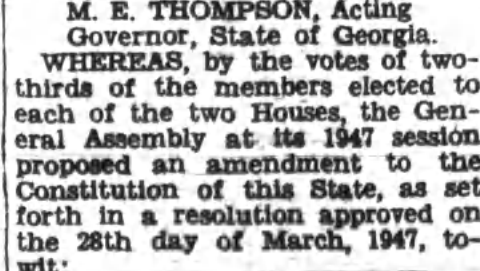 M. E. THOMPSON, Acting
Governor, State of Georgia.
WHEREAS, by the votes of two-
thirds of the members elected to
each of the two Houses, the Gen-
eral Assembly at its 1947 session
proposed an amendment to the
Constitution of this State, as set
forth in a resolution approved on
the 28th day of March, 1947, to-
wit: